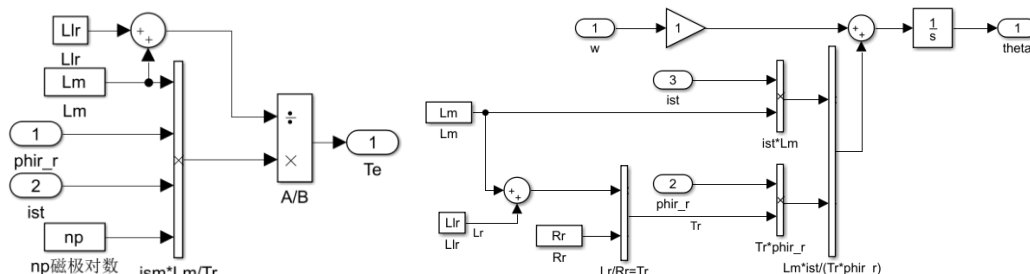 Llr
Llr
Lm
Lm
1
phir_r
2
ist
np
np磁极对数
+
+
×
ism*Lm/Tr
÷
×
A/B
1
Te
1
w
1
3
ist
Lm
Lm
×
ist*Lm
+
+
Llr
Llr
Lr
Rr
Rr
Lr/Rr=Tr
Tr
2
phir_r
×
Tr*phi_r
Lm*ist/(Tr*phir_r)
+
+
1
s
1
theta